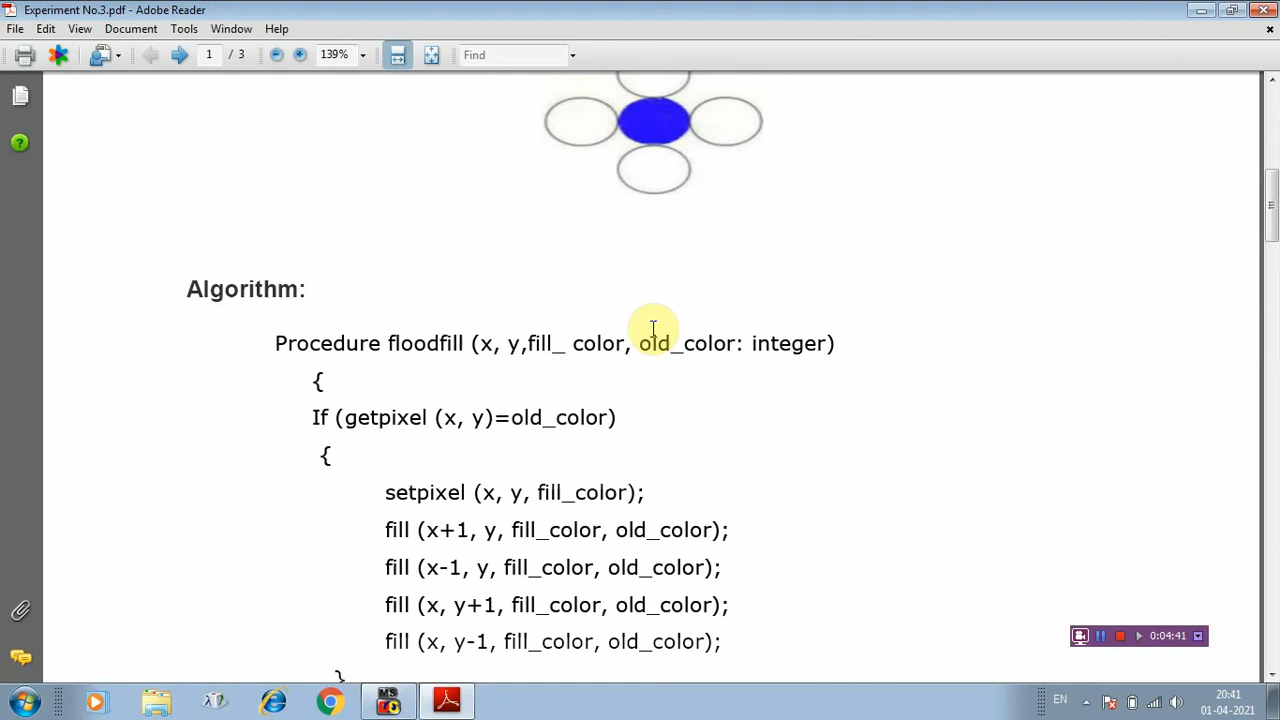 Experiment No.3.pdf - Adobe Reader
File Edit View Document Tools Window Help
1 / 3 139% Find
Algorithm:
Procedure floodfill (x, y,fill_ color, old_color: integer)
{
If (getpixel (x, y)=old_color)
{
setpixel (x, y, fill_color);
fill (x+1, y, fill_color, old_color);
fill (x-1, y, fill_color, old_color);
fill (x, y+1, fill_color, old_color);
fill (x, y-1, fill_color, old_color);
}
0:04:41
MS
EN
20:41
01-04-2021